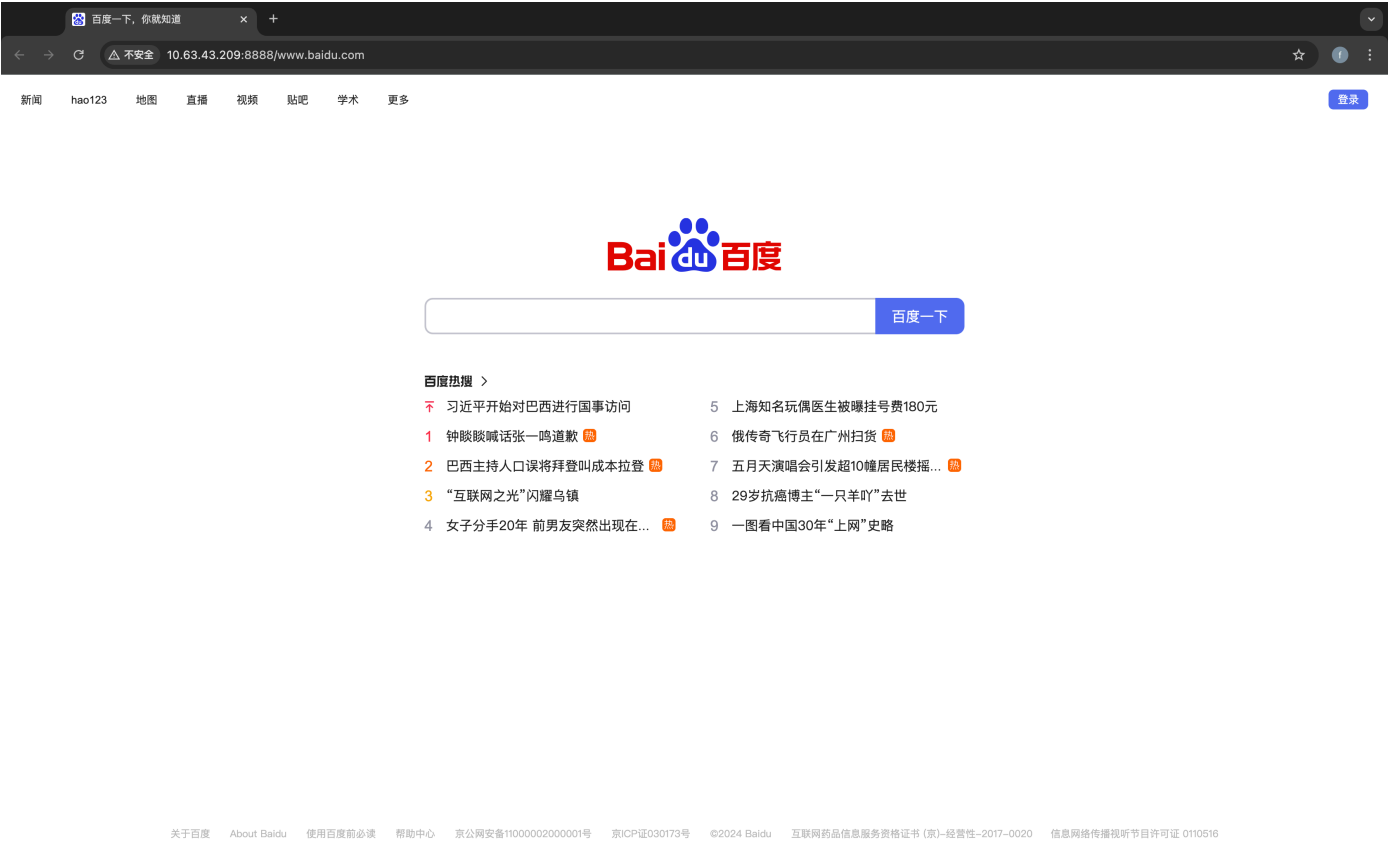 百度一下，你就知道
不安全 10.63.43.209:8888/www.baidu.com
新闻 hao123 地图 直播 视频 贴吧 学术 更多 登录
Bai du 百度
百度一下
百度热搜
习近平开始对巴西进行国事访问
1 钟睒睒喊话张一鸣道歉 热
2 巴西主持人口误将拜登叫成本拉登 热
3 “互联网之光”闪耀乌镇
4 女子分手20年 前男友突然出现在... 热
5 上海知名玩偶医生被曝挂号费180元
6 俄传奇飞行员在广州扫货 热
7 五月天演唱会引发超10幢居民楼摇... 热
8 29岁抗癌博主“一只羊吖”去世
9 一图看中国30年“上网”史略
关于百度 About Baidu 使用百度前必读 帮助中心 京公网安备11000002000001号 京ICP证030173号 ©2024 Baidu 互联网药品信息服务资格证书 (京)-经营性-2017-0020 信息网络传播视听节目许可证 0110516